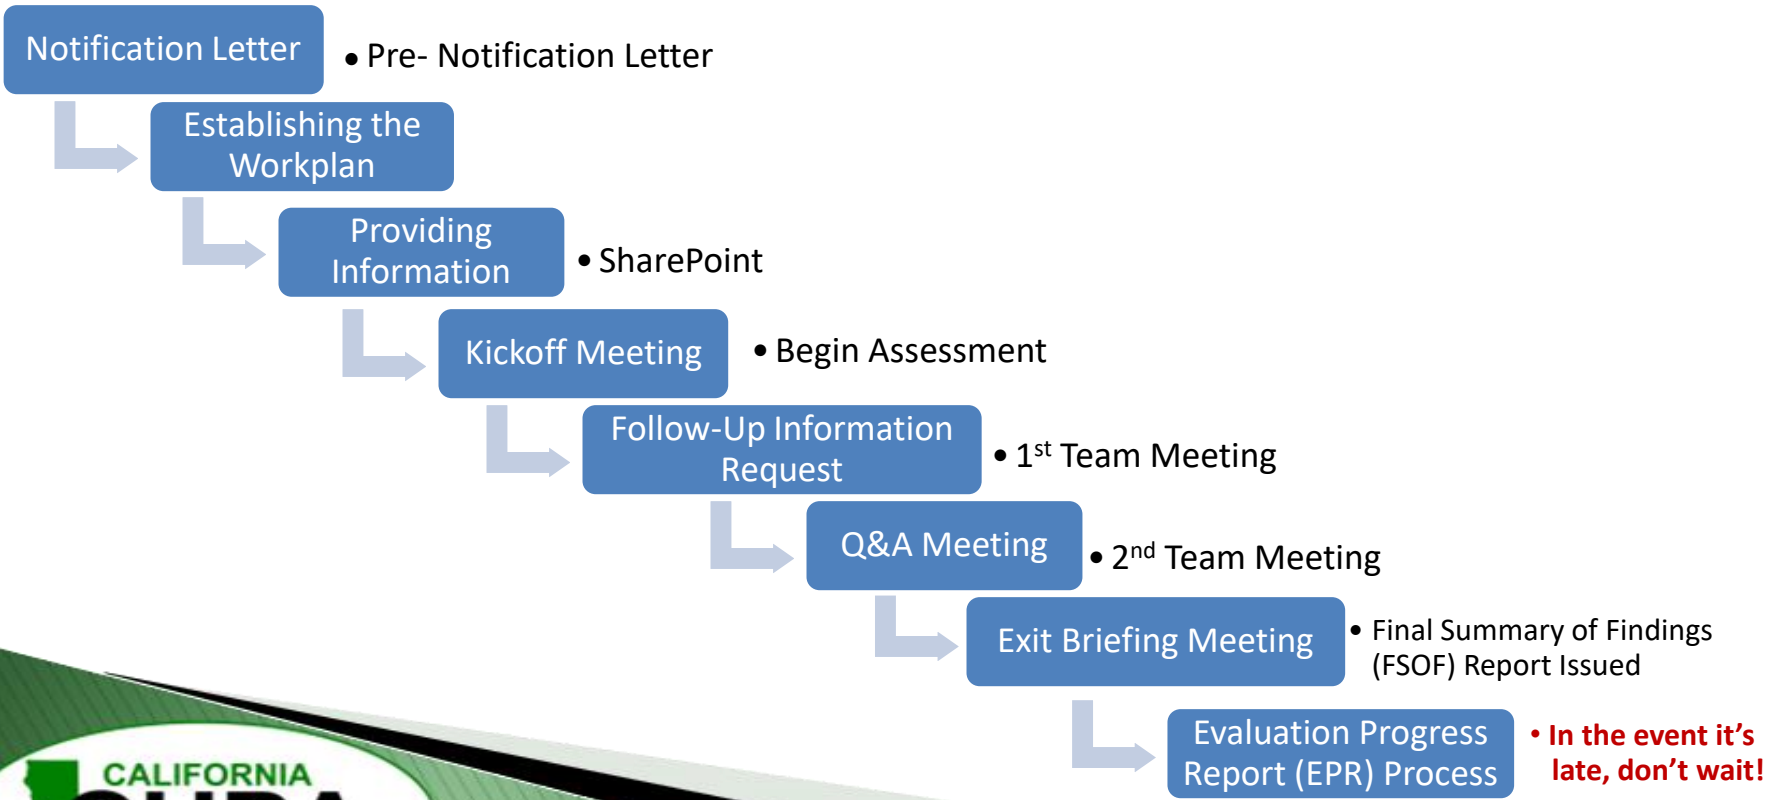 Notification Letter
• Pre- Notification Letter
Establishing the
Workplan
Providing
Information
• SharePoint
Kickoff Meeting
• Begin Assessment
Follow-Up Information
Request
• 1st Team Meeting
Q&A Meeting
• 2nd Team Meeting
Exit Briefing Meeting
• Final Summary of Findings
(FSOF) Report Issued
Evaluation Progress
Report (EPR) Process
• In the event it’s
late, don’t wait!
CALIFORNIA